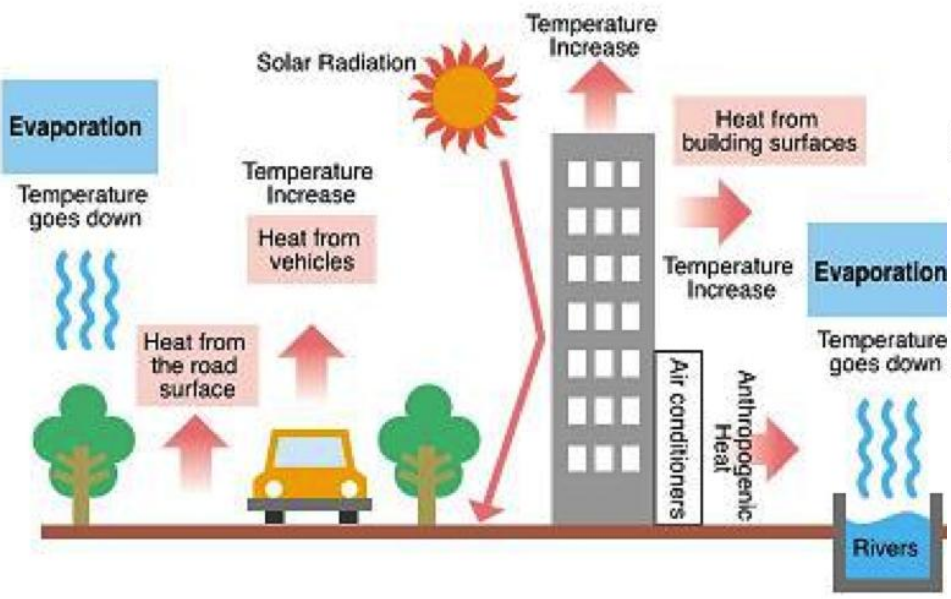 Temperature
Increase
Solar Radiation
Evaporation
Temperature
goes down
Temperature
Increase
Heat from
vehicles
Heat from
the road
surface
Heat from
building surfaces
Temperature
Increase
Evaporation
Temperature
goes down
Air conditioners
Anthropogenic
Heat
Rivers